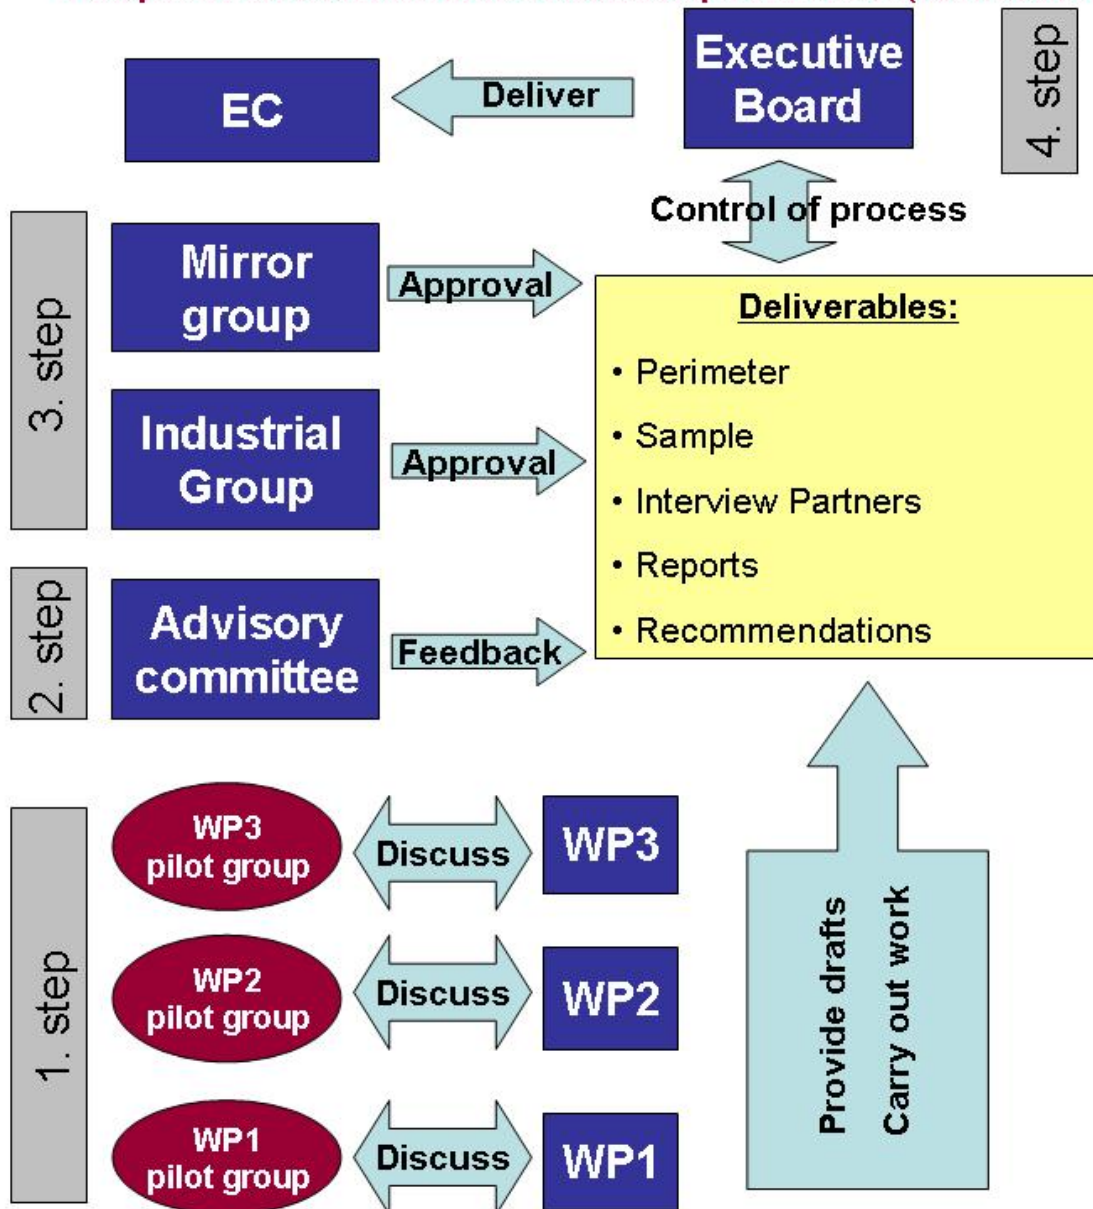 Executive
Board
4. step
EC
Deliver
Control of process
3. step
Mirror
group
Approval
Industrial
Group
Approval
Deliverables:
• Perimeter
• Sample
• Interview Partners
• Reports
• Recommendations
2. step
Advisory
committee
Feedback
1. step
WP3
pilot group
Discuss
WP3
WP2
pilot group
Discuss
WP2
WP1
pilot group
Discuss
WP1
Provide drafts
Carry out work